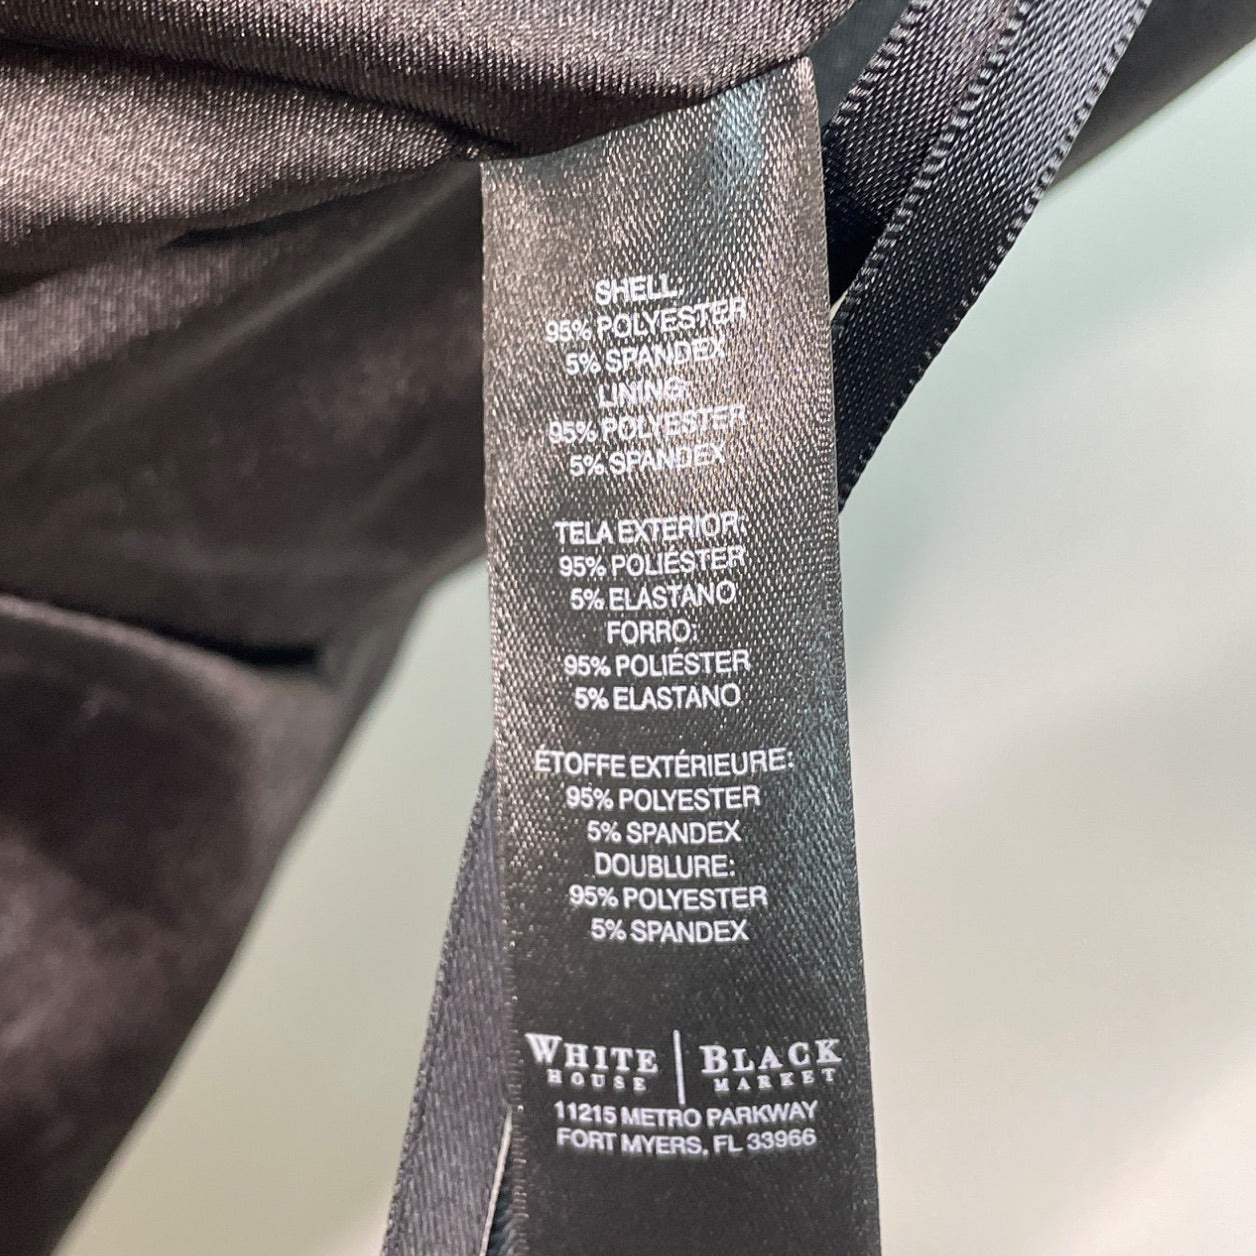 SHELL:
95% POLYESTER
5% SPANDEX
LINING:
95% POLYESTER
5% SPANDEX
TELA EXTERIOR:
95% POLIÉSTER
5% ELASTANO
FORRO:
95% POLIÉSTER
5% ELASTANO
ÉTOFFE EXTÉRIEURE:
95% POLYESTER
5% SPANDEX
DOUBLURE:
95% POLYESTER
5% SPANDEX
WHITE | BLACK
HOUSE MARKET
11215 METRO PARKWAY
FORT MYERS, FL 33966